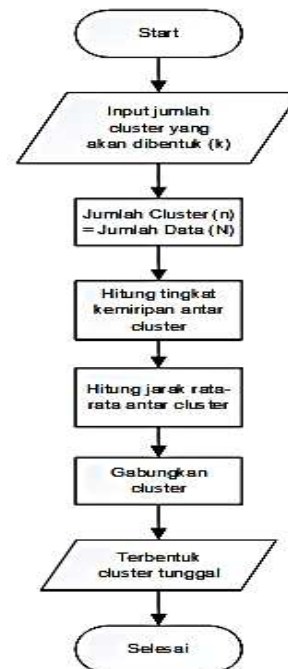 Start
Input jumlah
cluster yang
akan dibentuk (k)
Jumlah Cluster (n)
= Jumlah Data (N)
Hitung tingkat
kemiripan antar
cluster
Hitung jarak rata-
rata antar cluster
Gabungkan
cluster
Terbentuk
cluster tunggal
Selesai